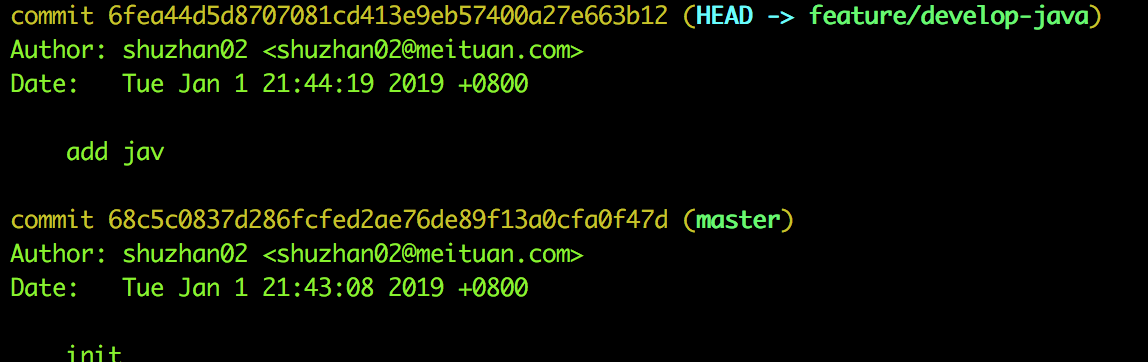 commit 6fea44d5d8707081cd413e9eb57400a27e663b12 (HEAD -> feature/develop-java)
Author: shuzhan02 <shuzhan02@meituan.com>
Date:   Tue Jan 1 21:44:19 2019 +0800
add jav
commit 68c5c0837d286fcfed2ae76de89f13a0cfa0f47d (master)
Author: shuzhan02 <shuzhan02@meituan.com>
Date:   Tue Jan 1 21:43:08 2019 +0800
init